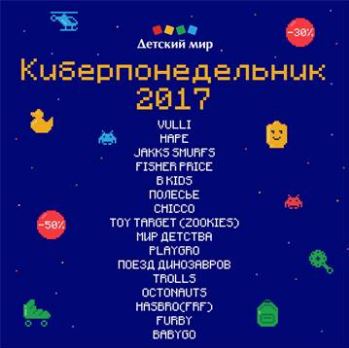 Детский мир
-30%
Киберпонедельник
2017
VULLI
HAPE
JAKKS SMURFS
FISHER PRICE
B KIDS
ПОЛЕСЬЕ
CHICCO
TOY TARGET (ZOOKIES)
МИР ДЕТСТВА
PLAYGRO
ПОЕЗД ДИНОЗАВРОВ
TROLLS
OCTONAUTS
HASBRO(FRF)
FURBY
BABYGO
-50%